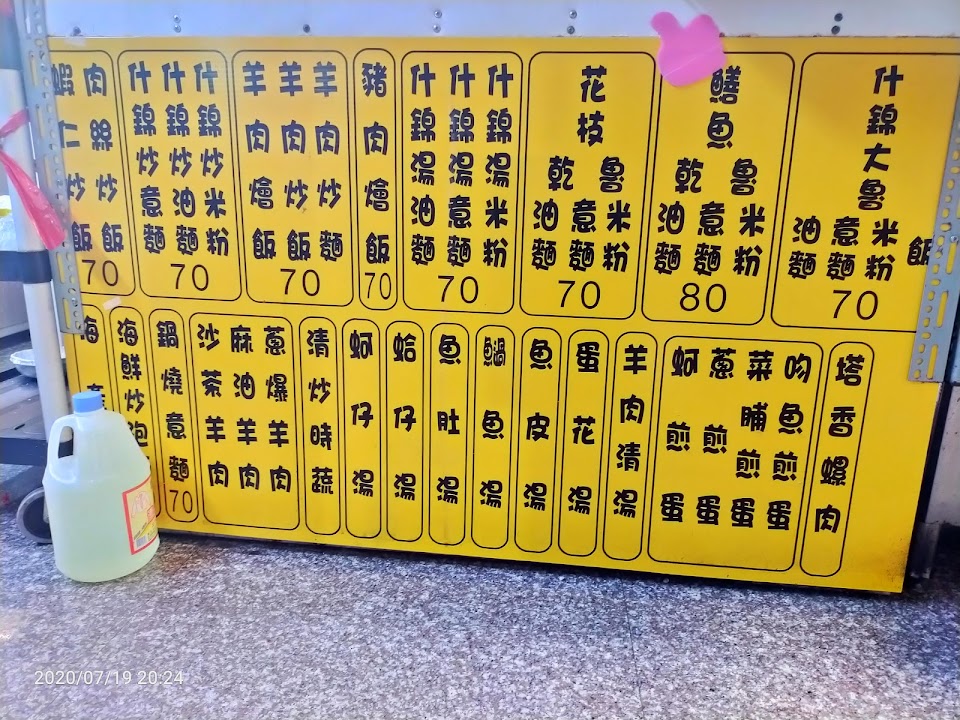 蝦仁炒飯
肉絲炒飯
70
什錦炒意麵
什錦炒油麵
什錦炒米粉
70
羊肉燴飯
羊肉炒飯
羊肉炒麵
70
豬肉燴飯
70
什錦湯油麵
什錦湯意麵
什錦湯米粉
70
花枝
乾
魯
油麵
意麵
米粉
70
鱔魚
乾
魯
油麵
意麵
米粉
80
什錦大魯
油麵
意麵
米粉
飯
70
海
海鮮炒泡
鍋燒意麵
70
沙茶羊肉
麻油羊肉
蔥爆羊肉
清炒時蔬
蚵仔湯
蛤仔湯
魚肚湯
魚湯
魚皮湯
蛋花湯
羊肉清湯
蚵煎蛋
蔥煎蛋
菜脯煎蛋
吻魚煎蛋
塔香螺肉
2020/07/19 20:24